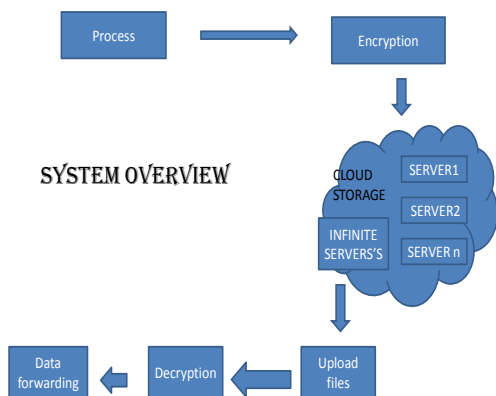 Process
Encryption
SYSTEM OVERVIEW
CLOUD
STORAGE
SERVER1
SERVER2
INFINITE
SERVERS'S
SERVER n
Upload
files
Decryption
Data
forwarding